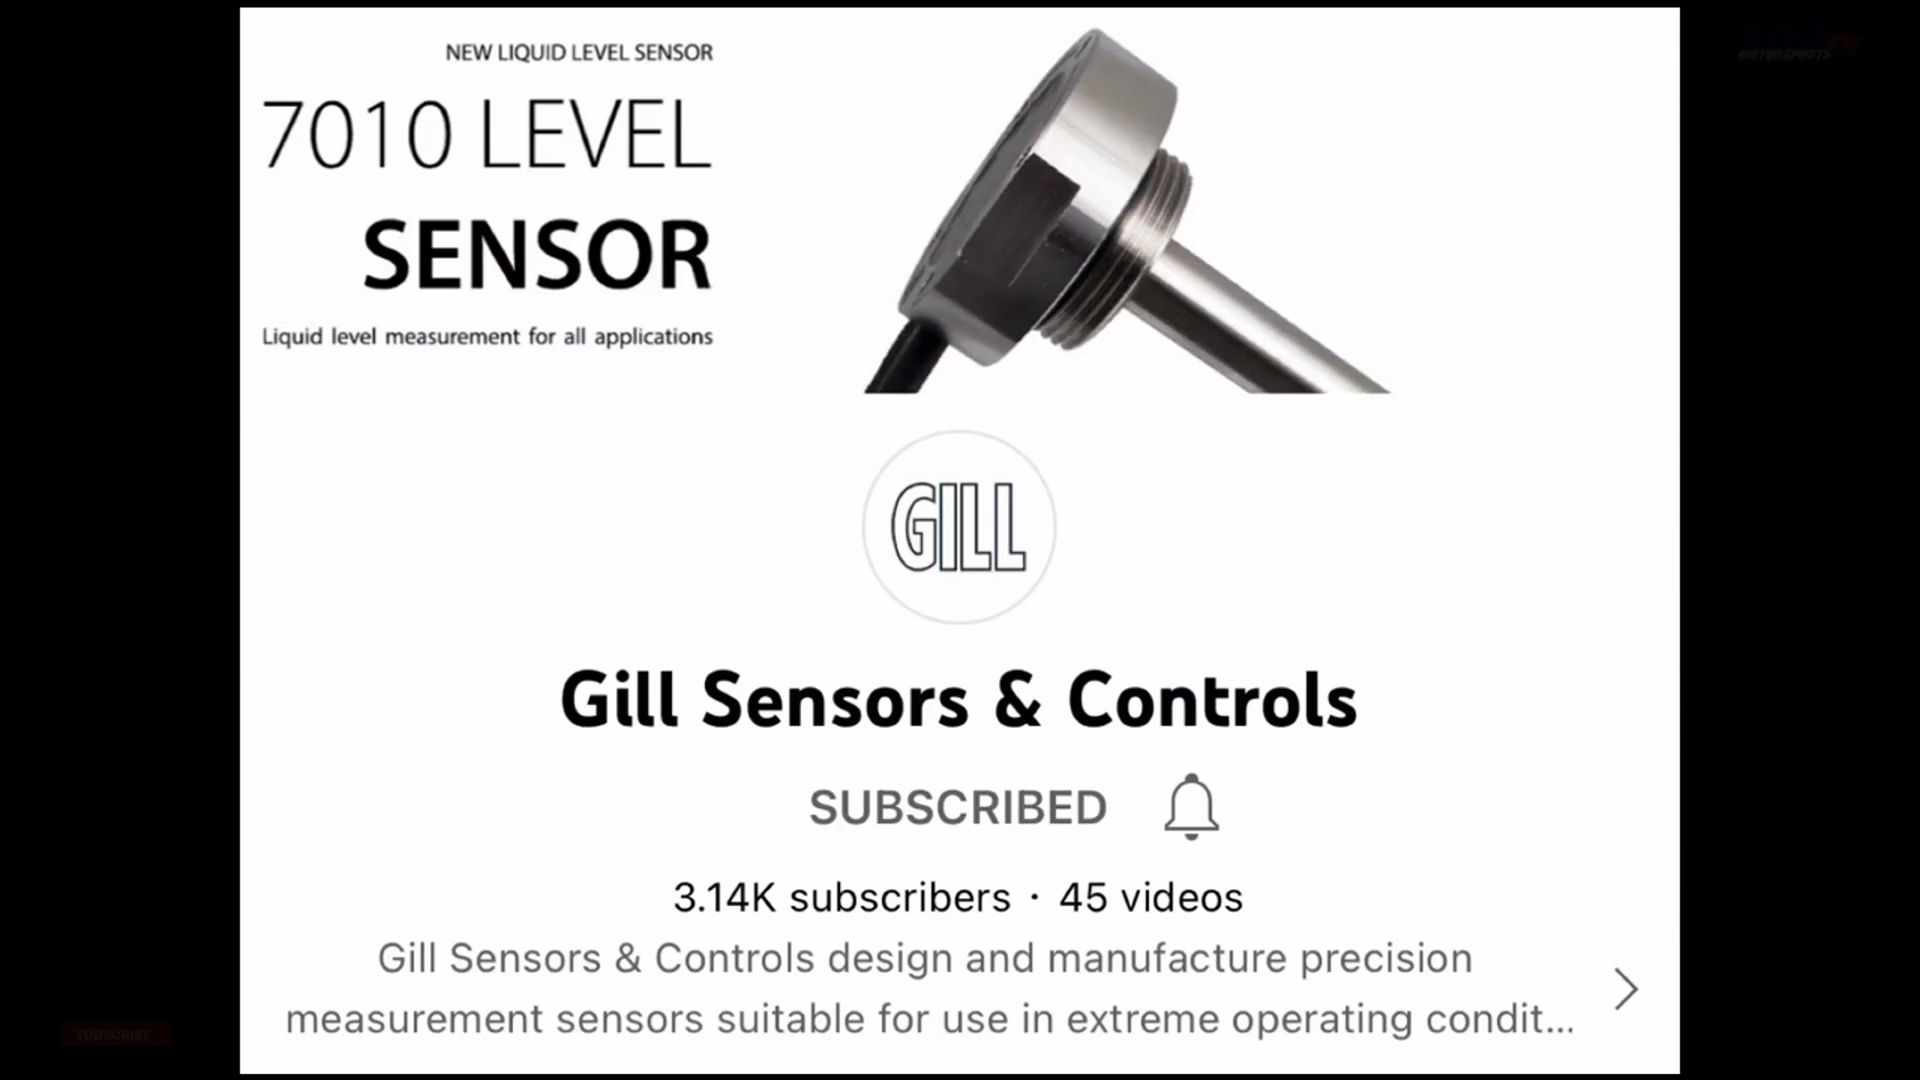 NEW LIQUID LEVEL SENSOR
7010 LEVEL
SENSOR
Liquid level measurement for all applications
GILL
Gill Sensors & Controls
SUBSCRIBED
3.14K subscribers · 45 videos
Gill Sensors & Controls design and manufacture precision
measurement sensors suitable for use in extreme operating condit...
MOTORSPORTS
SUBSCRIBE